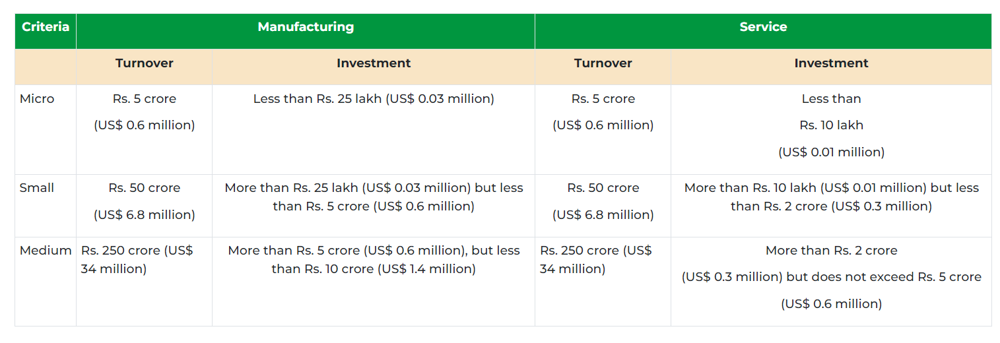 Criteria Manufacturing Service
Turnover Investment Turnover Investment
Micro Rs. 5 crore Less than Rs. 25 lakh (US$ 0.03 million) Rs. 5 crore Less than
(US$ 0.6 million) (US$ 0.6 million) Rs. 10 lakh
(US$ 0.01 million)
Small Rs. 50 crore More than Rs. 25 lakh (US$ 0.03 million) but less Rs. 50 crore More than Rs. 10 lakh (US$ 0.01 million) but less
than Rs. 5 crore (US$ 0.6 million) than Rs. 2 crore (US$ 0.3 million)
(US$ 6.8 million) (US$ 6.8 million)
Medium Rs. 250 crore (US$ More than Rs. 5 crore (US$ 0.6 million), but less Rs. 250 crore (US$ More than Rs. 2 crore
34 million) than Rs. 10 crore (US$ 1.4 million) 34 million) (US$ 0.3 million) but does not exceed Rs. 5 crore
(US$ 0.6 million)